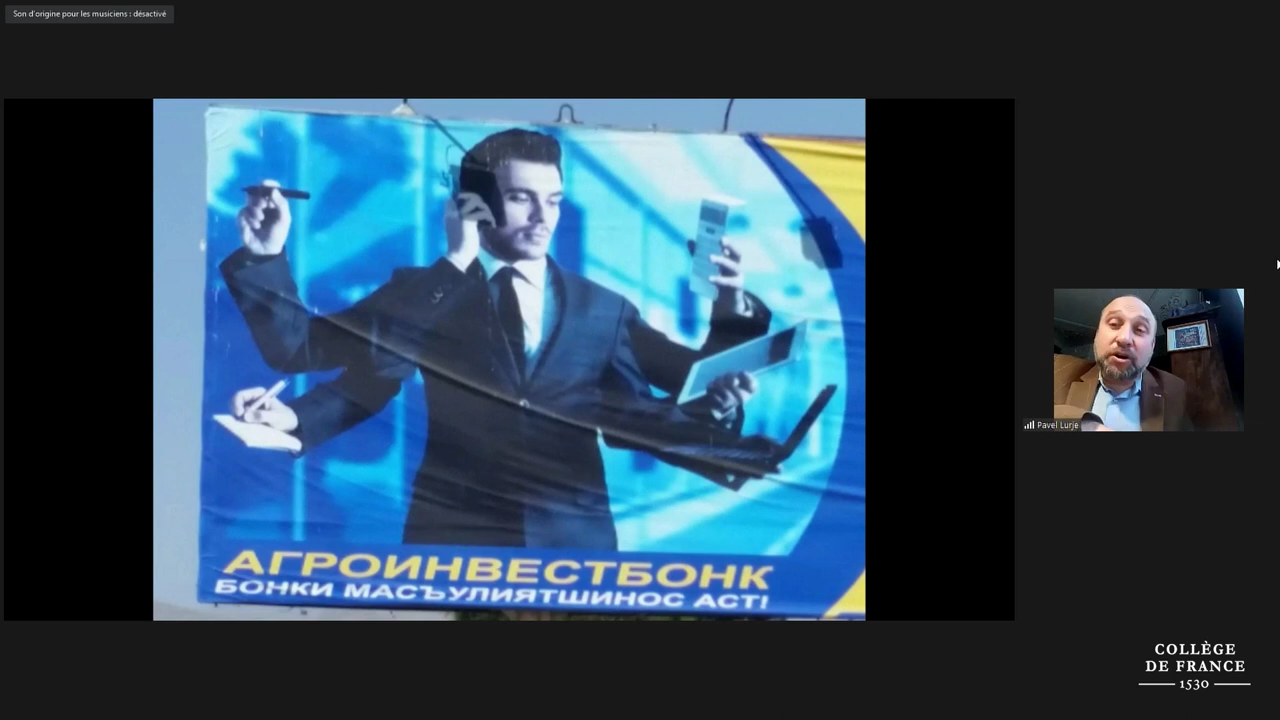 Son d'origine pour les musiciens : désactivé
АГРОИНВЕСТБОНК
БОНКИ МАСЪУЛИЯТШИНОС АСТ!
Pavel Lurje
COLLÈGE
DE FRANCE
1530